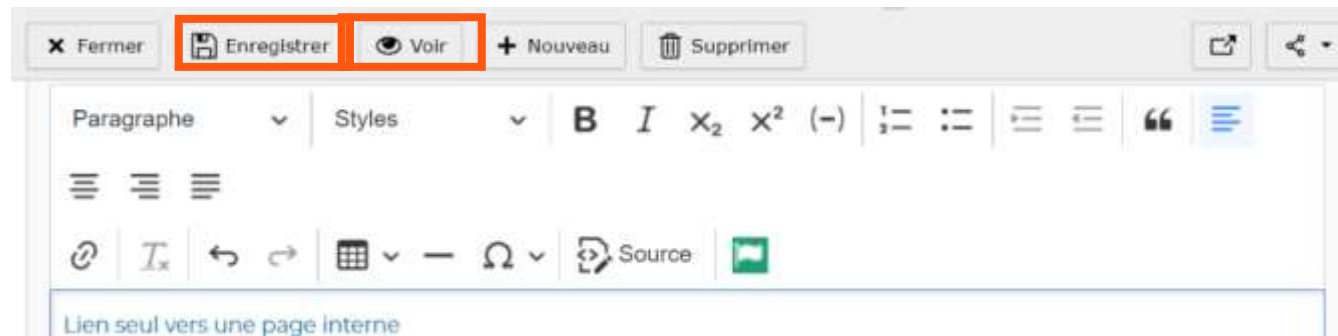 Fermer Enregistrer Voir Nouveau Supprimer
Paragraphe Styles B I X₂ X² (-)
Source
Lien seul vers une page interne